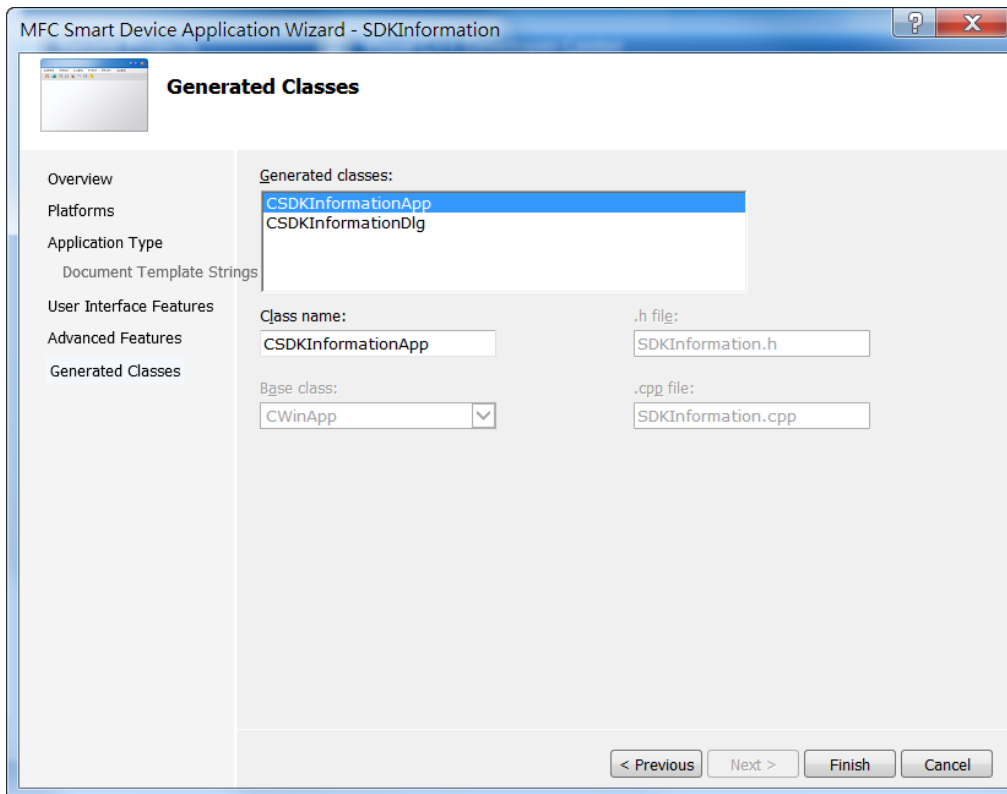 MFC Smart Device Application Wizard - SDKInformation
Generated Classes
Overview
Platforms
Application Type
Document Template Strings
User Interface Features
Advanced Features
Generated Classes
Generated classes:
CSDKInformationApp
CSDKInformationDlg
Class name:
.h file:
CSDKInformationApp
SDKInformation.h
Base class:
.cpp file:
CWinApp
SDKInformation.cpp
< Previous
Next >
Finish
Cancel